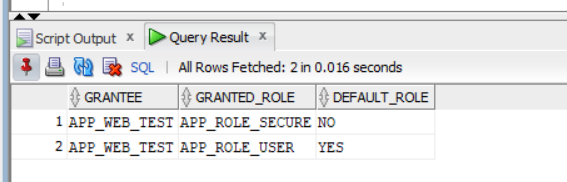 Script Output x Query Result x
SQL | All Rows Fetched: 2 in 0.016 seconds
GRANTEE GRANTED_ROLE DEFAULT_ROLE
1 APP_WEB_TEST APP_ROLE_SECURE NO
2 APP_WEB_TEST APP_ROLE_USER YES